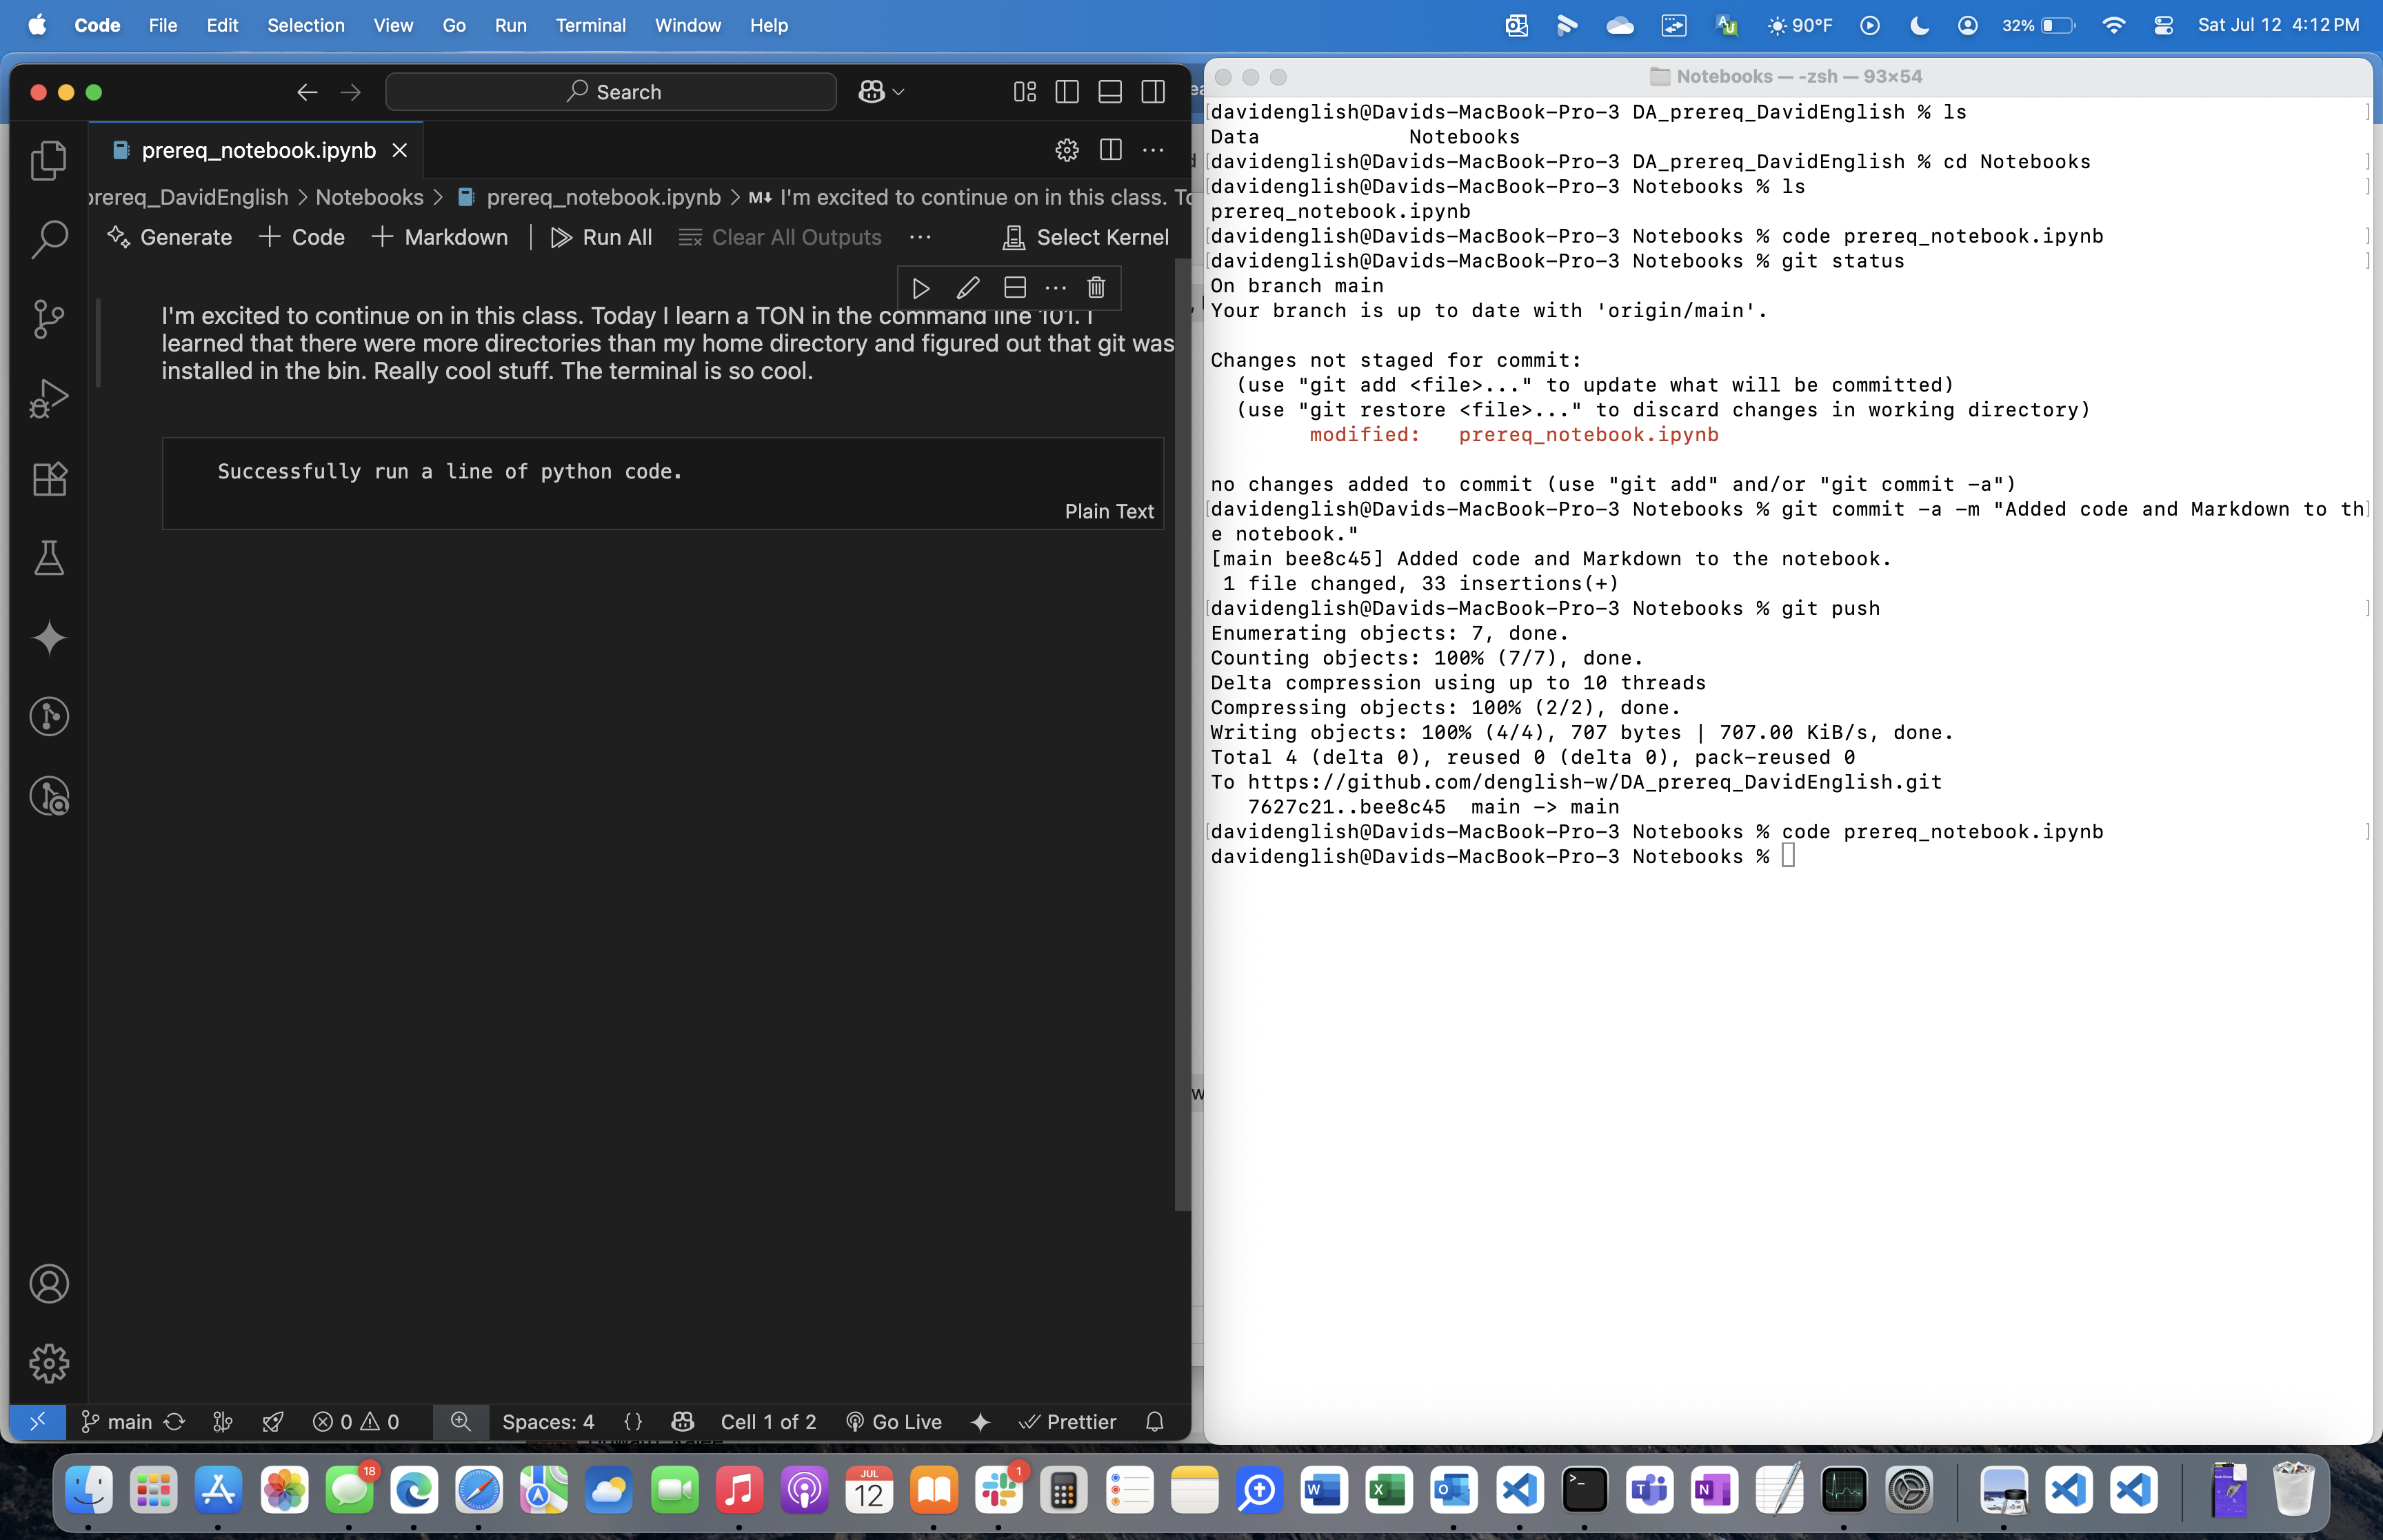 Code File Edit Selection View Go Run Terminal Window Help
90°F 32% Sat Jul 12 4:12 PM
Search
prereq_notebook.ipynb
prereq_DavidEnglish > Notebooks > prereq_notebook.ipynb > M↓ I'm excited to continue on in this class.
Generate + Code + Markdown Run All Clear All Outputs ... Select Kernel
I'm excited to continue on in this class. Today I learn a TON in the command line 101. I
learned that there were more directories than my home directory and figured out that git was
installed in the bin. Really cool stuff. The terminal is so cool.
Successfully run a line of python code.
Plain Text
main 0 0 Spaces: 4 {} Cell 1 of 2 Go Live Prettier
Notebooks — -zsh — 93×54
davidenglish@Davids-MacBook-Pro-3 DA_prereq_DavidEnglish % ls
Data Notebooks
davidenglish@Davids-MacBook-Pro-3 DA_prereq_DavidEnglish % cd Notebooks
davidenglish@Davids-MacBook-Pro-3 Notebooks % ls
prereq_notebook.ipynb
davidenglish@Davids-MacBook-Pro-3 Notebooks % code prereq_notebook.ipynb
davidenglish@Davids-MacBook-Pro-3 Notebooks % git status
On branch main
Your branch is up to date with 'origin/main'.
Changes not staged for commit:
(use "git add <file>..." to update what will be committed)
(use "git restore <file>..." to discard changes in working directory)
modified: prereq_notebook.ipynb
no changes added to commit (use "git add" and/or "git commit -a")
davidenglish@Davids-MacBook-Pro-3 Notebooks % git commit -a -m "Added code and Markdown to th
e notebook."
[main bee8c45] Added code and Markdown to the notebook.
1 file changed, 33 insertions(+)
davidenglish@Davids-MacBook-Pro-3 Notebooks % git push
Enumerating objects: 7, done.
Counting objects: 100% (7/7), done.
Delta compression using up to 10 threads
Compressing objects: 100% (2/2), done.
Writing objects: 100% (4/4), 707 bytes | 707.00 KiB/s, done.
Total 4 (delta 0), reused 0 (delta 0), pack-reused 0
To https://github.com/denglish-w/DA_prereq_DavidEnglish.git
7627c21..bee8c45 main -> main
davidenglish@Davids-MacBook-Pro-3 Notebooks % code prereq_notebook.ipynb
davidenglish@Davids-MacBook-Pro-3 Notebooks %
18 JUL 12 1